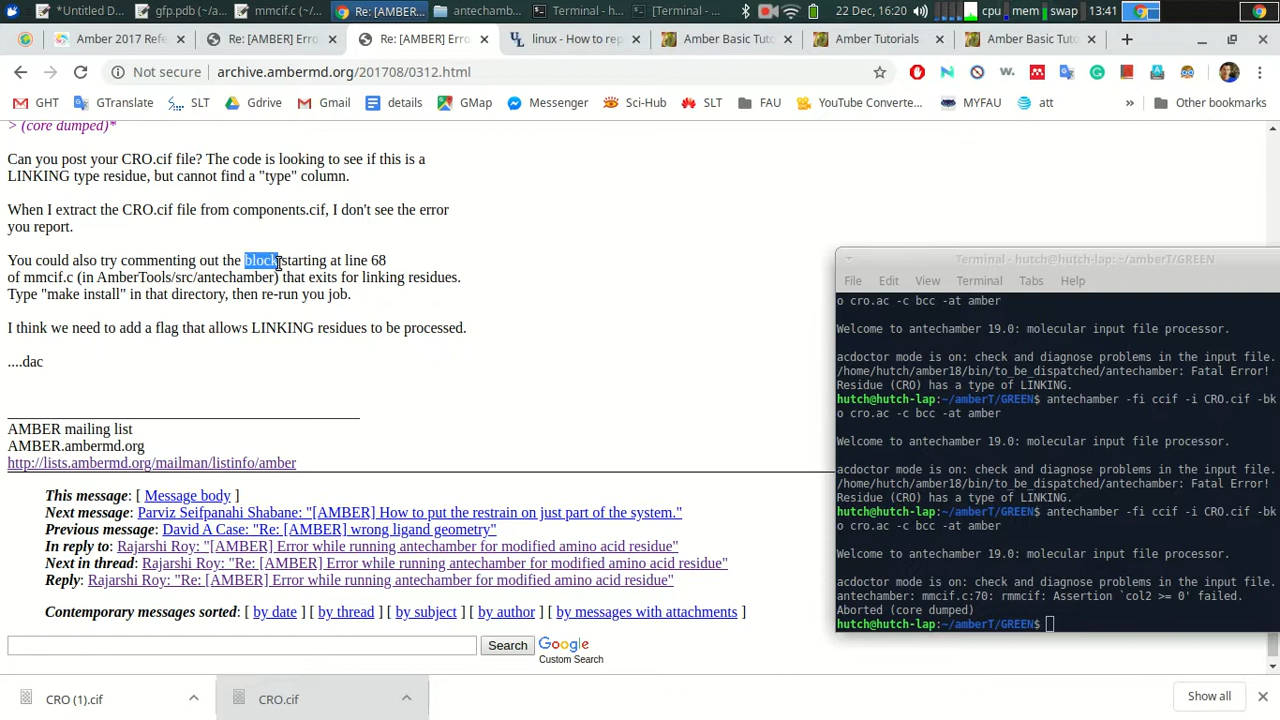 *Untitled D...
gfp.pdb (~/a...
mmcif.c (~/...
Re: [AMBER...
antechamb...
Terminal - h...
[Terminal - ...
22 Dec, 16:20
cpu
mem
swap
13:41
Amber 2017 Refe
Re: [AMBER] Erro
Re: [AMBER] Erro
linux - How to rep
Amber Basic Tuto
Amber Tutorials
Amber Basic Tuto
Not secure
archive.ambermd.org/201708/0312.html
GHT
GTranslate
SLT
Gdrive
Gmail
details
GMap
Messenger
Sci-Hub
SLT
FAU
YouTube Converte...
MYFAU
att
Other bookmarks
> (core dumped)*
Can you post your CRO.cif file? The code is looking to see if this is a
LINKING type residue, but cannot find a "type" column.
When I extract the CRO.cif file from components.cif, I don't see the error
you report.
You could also try commenting out the block starting at line 68
of mmcif.c (in AmberTools/src/antechamber) that exits for linking residues.
Type "make install" in that directory, then re-run you job.
I think we need to add a flag that allows LINKING residues to be processed.
....dac
AMBER mailing list
AMBER.ambermd.org
http://lists.ambermd.org/mailman/listinfo/amber
This message: [ Message body ]
Next message: Parviz Seifpanahi Shabane: "[AMBER] How to put the restrain on just part of the system."
Previous message: David A Case: "Re: [AMBER] wrong ligand geometry"
In reply to: Rajarshi Roy: "[AMBER] Error while running antechamber for modified amino acid residue"
Next in thread: Rajarshi Roy: "Re: [AMBER] Error while running antechamber for modified amino acid residue"
Reply: Rajarshi Roy: "Re: [AMBER] Error while running antechamber for modified amino acid residue"
Contemporary messages sorted: [ by date ] [ by thread ] [ by subject ] [ by author ] [ by messages with attachments ]
Search
Google
Custom Search
Terminal - hutch@hutch-lap: ~/amberT/GREEN
File Edit View Terminal Tabs Help
o cro.ac -c bcc -at amber
Welcome to antechamber 19.0: molecular input file processor.
acdoctor mode is on: check and diagnose problems in the input file.
/home/hutch/amber18/bin/to_be_dispatched/antechamber: Fatal Error!
Residue (CRO) has a type of LINKING.
hutch@hutch-lap:~/amberT/GREEN$ antechamber -fi ccif -i CRO.cif -bk
o cro.ac -c bcc -at amber
Welcome to antechamber 19.0: molecular input file processor.
acdoctor mode is on: check and diagnose problems in the input file.
/home/hutch/amber18/bin/to_be_dispatched/antechamber: Fatal Error!
Residue (CRO) has a type of LINKING.
hutch@hutch-lap:~/amberT/GREEN$ antechamber -fi ccif -i CRO.cif -bk
o cro.ac -c bcc -at amber
Welcome to antechamber 19.0: molecular input file processor.
acdoctor mode is on: check and diagnose problems in the input file.
antechamber: mmcif.c:70: rmmcif: Assertion `col2 >= 0' failed.
Aborted (core dumped)
hutch@hutch-lap:~/amberT/GREEN$
CRO (1).cif
CRO.cif
Show all